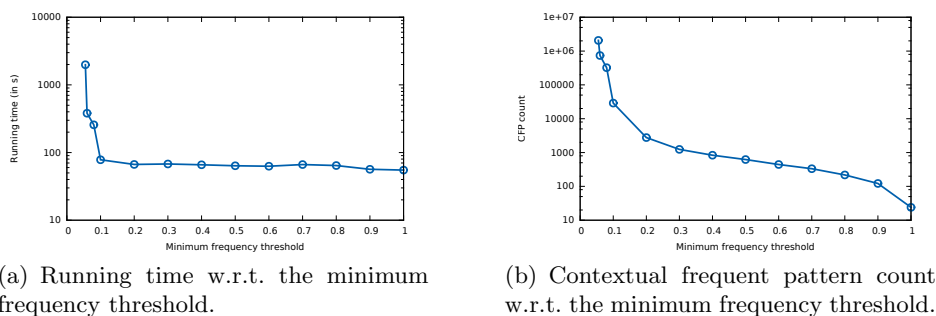 10000
1000
100
10
Running time (in s)
0 0.1 0.2 0.3 0.4 0.5 0.6 0.7 0.8 0.9 1
Minimum frequency threshold
(a) Running time w.r.t. the minimum
frequency threshold.
1e+07
1e+06
100000
10000
1000
100
10
CFP count
0 0.1 0.2 0.3 0.4 0.5 0.6 0.7 0.8 0.9 1
Minimum frequency threshold
(b) Contextual frequent pattern count
w.r.t. the minimum frequency threshold.